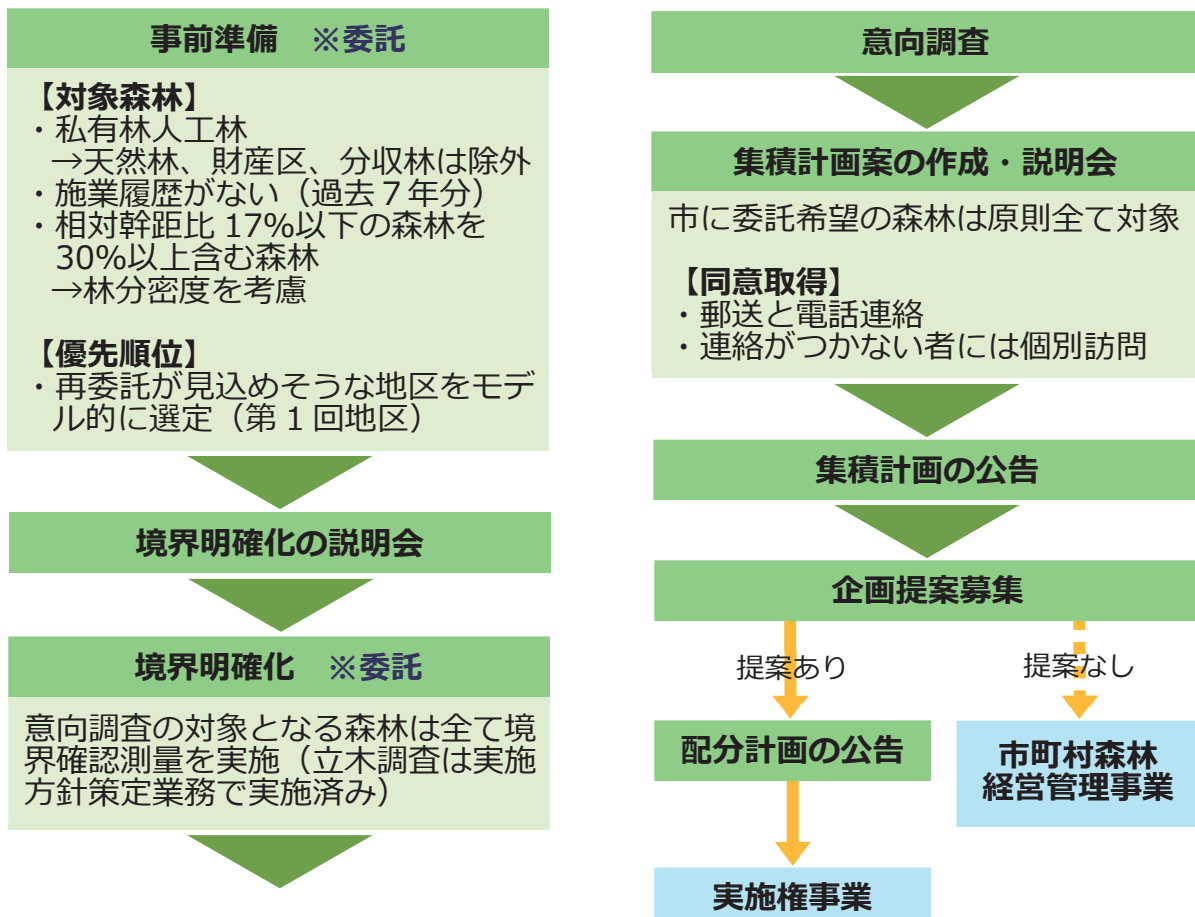 事前準備　※委託
【対象森林】
・私有林人工林
→天然林、財産区、分収林は除外
・施業履歴がない（過去７年分）
・相対幹距比 17%以下の森林を
30%以上含む森林
→林分密度を考慮
【優先順位】
・再委託が見込めそうな地区をモデ
ル的に選定（第 1 回地区）
境界明確化の説明会
境界明確化　※委託
意向調査の対象となる森林は全て境
界確認測量を実施（立木調査は実施
方針策定業務で実施済み）
意向調査
集積計画案の作成・説明会
市に委託希望の森林は原則全て対象
【同意取得】
・郵送と電話連絡
・連絡がつかない者には個別訪問
集積計画の公告
企画提案募集
提案あり
提案なし
配分計画の公告
市町村森林
経営管理事業
実施権事業